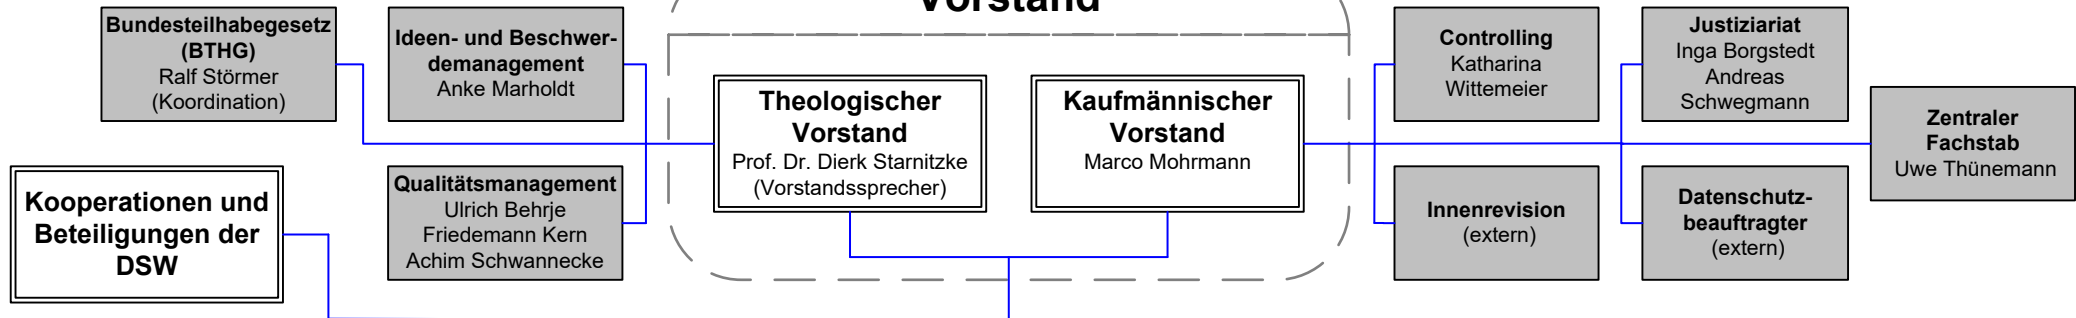 Vorstand
Bundesteilhabegesetz
(BTHG)
Ralf Störmer
(Koordination)
Ideen- und Beschwer-
demanagement
Anke Marholdt
Theologischer
Vorstand
Prof. Dr. Dierk Starnitzke
(Vorstandssprecher)
Kaufmännischer
Vorstand
Marco Mohrmann
Controlling
Katharina
Wittemeier
Justiziariat
Inga Borgstedt
Andreas
Schwegmann
Zentraler
Fachstab
Uwe Thünemann
Kooperationen und
Beteiligungen der
DSW
Qualitätsmanagement
Ulrich Behrje
Friedemann Kern
Achim Schwannecke
Innenrevision
(extern)
Datenschutz-
beauftragter
(extern)